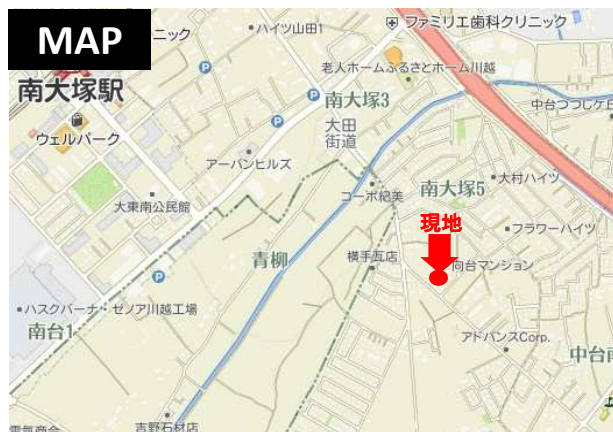 MAP
ニック
ハイツ山田1
ファミリエ歯科クリニック
老人ホームふるさとホーム川越
南大塚駅
南大塚3
中台つつじケ丘
ウェルパーク
大田
街道
アーバンヒルズ
コーポ紀美
南大塚5
大村ハイツ
大東南公民館
現地
フラワーハイツ
青柳
横手瓦店
向台マンション
ハスクバーナ・ゼノア川越工場
南台1
アドバンスCorp.
中台南
吉野石材店
電気商会